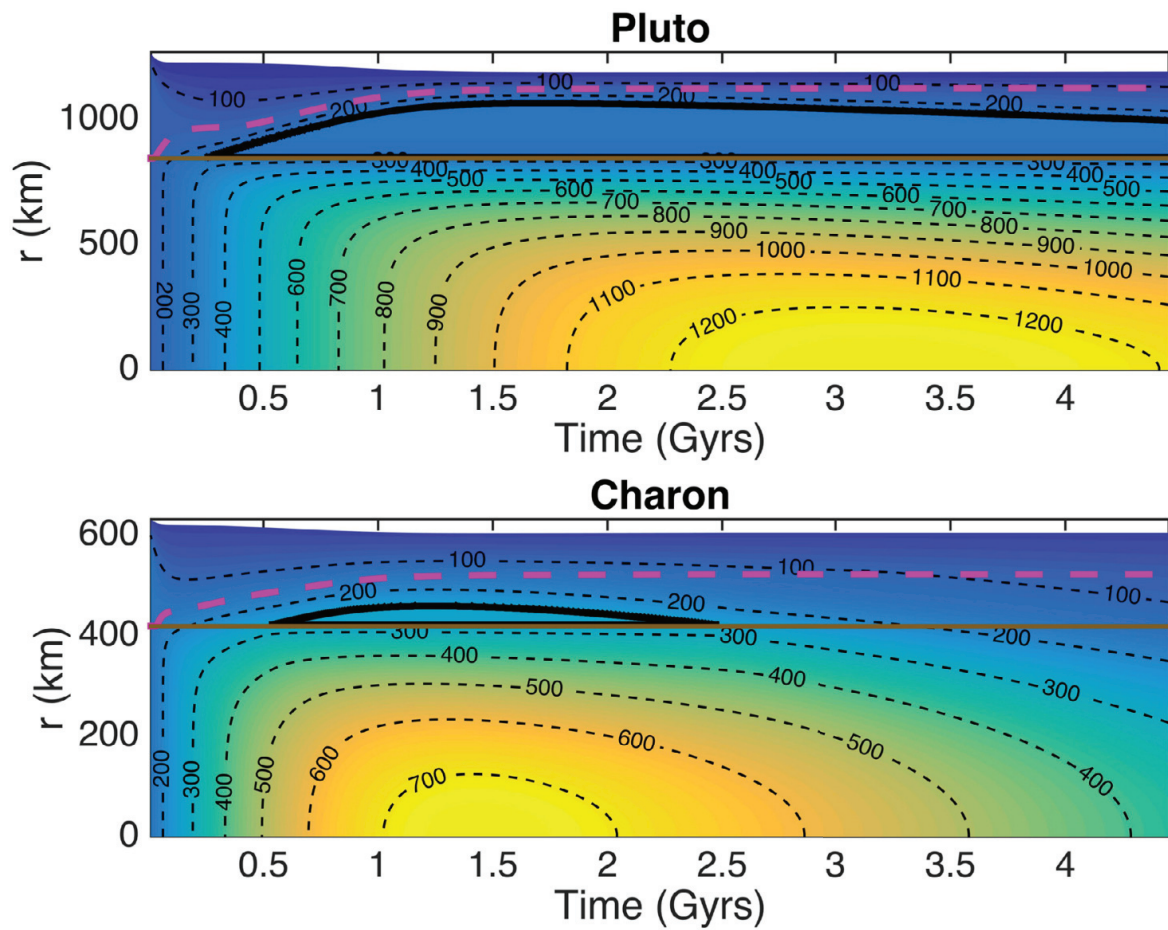 Pluto
r (km)
1000
500
0
100 100 100
200 200 200
300 300 300
400 400 400
500 500 500
600 600
700 700
800 800
900 900
1000 1000
1100 1100
1200 1200
200 300 400 600 700 800 900
0.5 1 1.5 2 2.5 3 3.5 4
Time (Gyrs)
Charon
r (km)
600
400
200
0
100 100 100
200 200 200
300 300 300
400 400
500 500
600
700
200 300 400 500 600 400
0.5 1 1.5 2 2.5 3 3.5 4
Time (Gyrs)